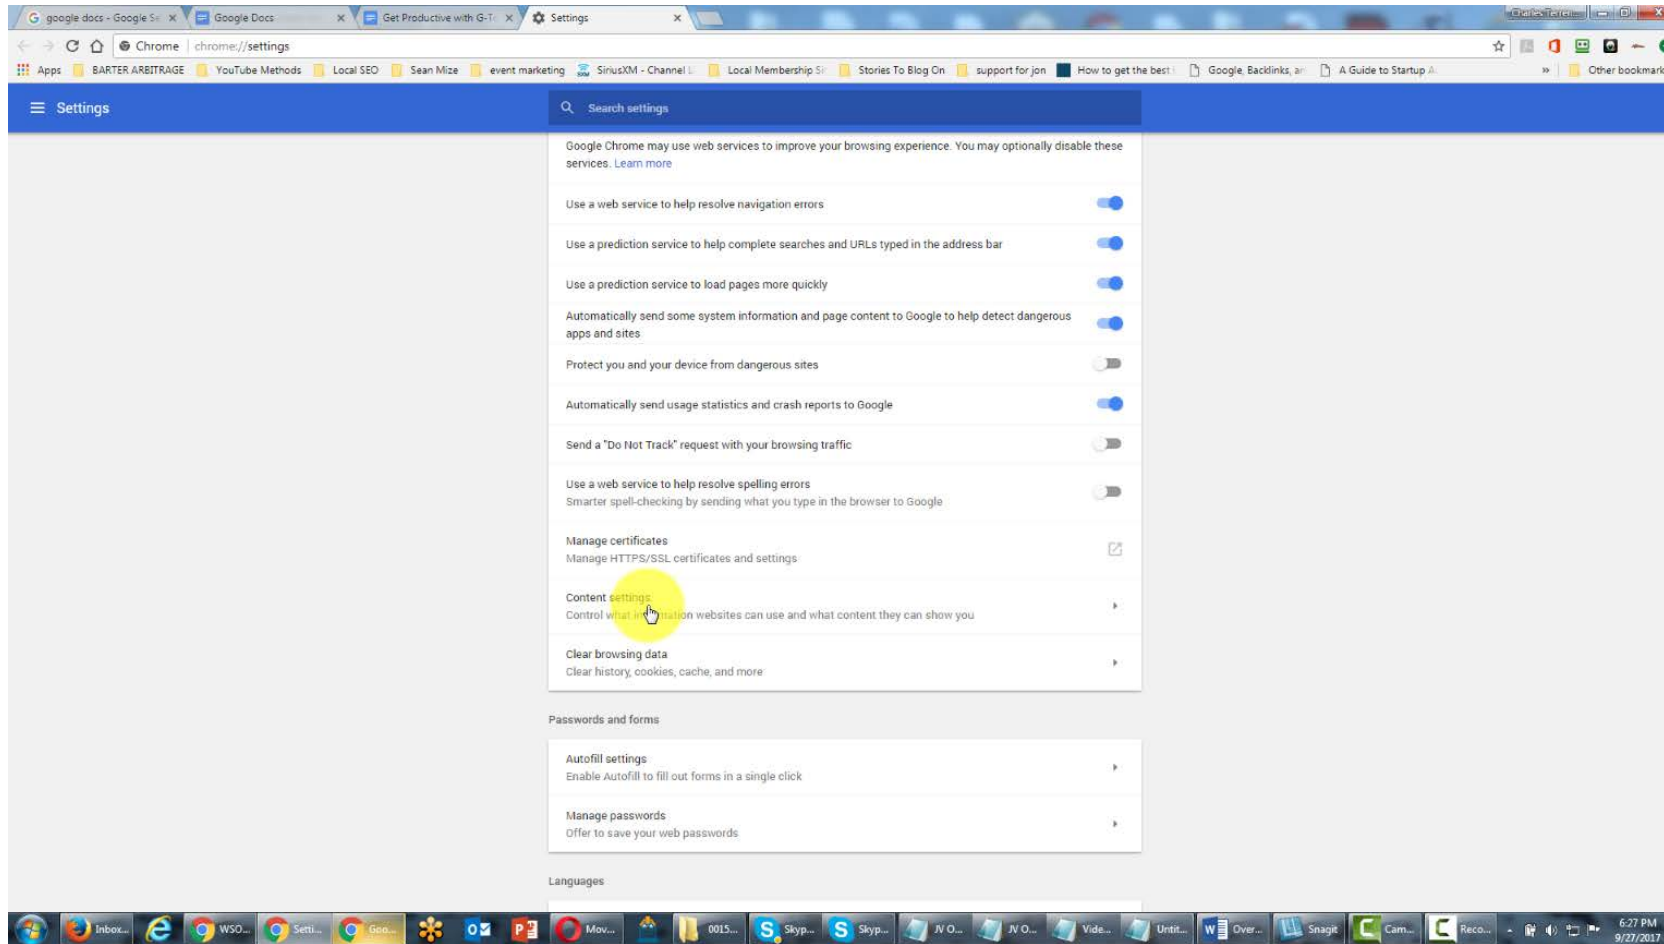 google docs - Google Se
Google Docs
Get Productive with G-To
Settings
Chrome chrome://settings
Apps BARTER ARBITRAGE YouTube Methods Local SEO Sean Mize event marketing SiriusXM - Channel Local Membership Si Stories To Blog On support for jon How to get the best Google, Backlinks, an A Guide to Startup A » Other bookmark
Settings
Search settings
Google Chrome may use web services to improve your browsing experience. You may optionally disable these
services. Learn more
Use a web service to help resolve navigation errors
Use a prediction service to help complete searches and URLs typed in the address bar
Use a prediction service to load pages more quickly
Automatically send some system information and page content to Google to help detect dangerous
apps and sites
Protect you and your device from dangerous sites
Automatically send usage statistics and crash reports to Google
Send a "Do Not Track" request with your browsing traffic
Use a web service to help resolve spelling errors
Smarter spell-checking by sending what you type in the browser to Google
Manage certificates
Manage HTTPS/SSL certificates and settings
Content settings
Control what information websites can use and what content they can show you
Clear browsing data
Clear history, cookies, cache, and more
Passwords and forms
Autofill settings
Enable Autofill to fill out forms in a single click
Manage passwords
Offer to save your web passwords
Languages
Inbox... WSO... Setti... Goo... Mov... 0015... Skyp... Skyp... JV O... JV O... Vide... Untit... Over... Snagit Cam... Reco... 6:27 PM
9/27/2017